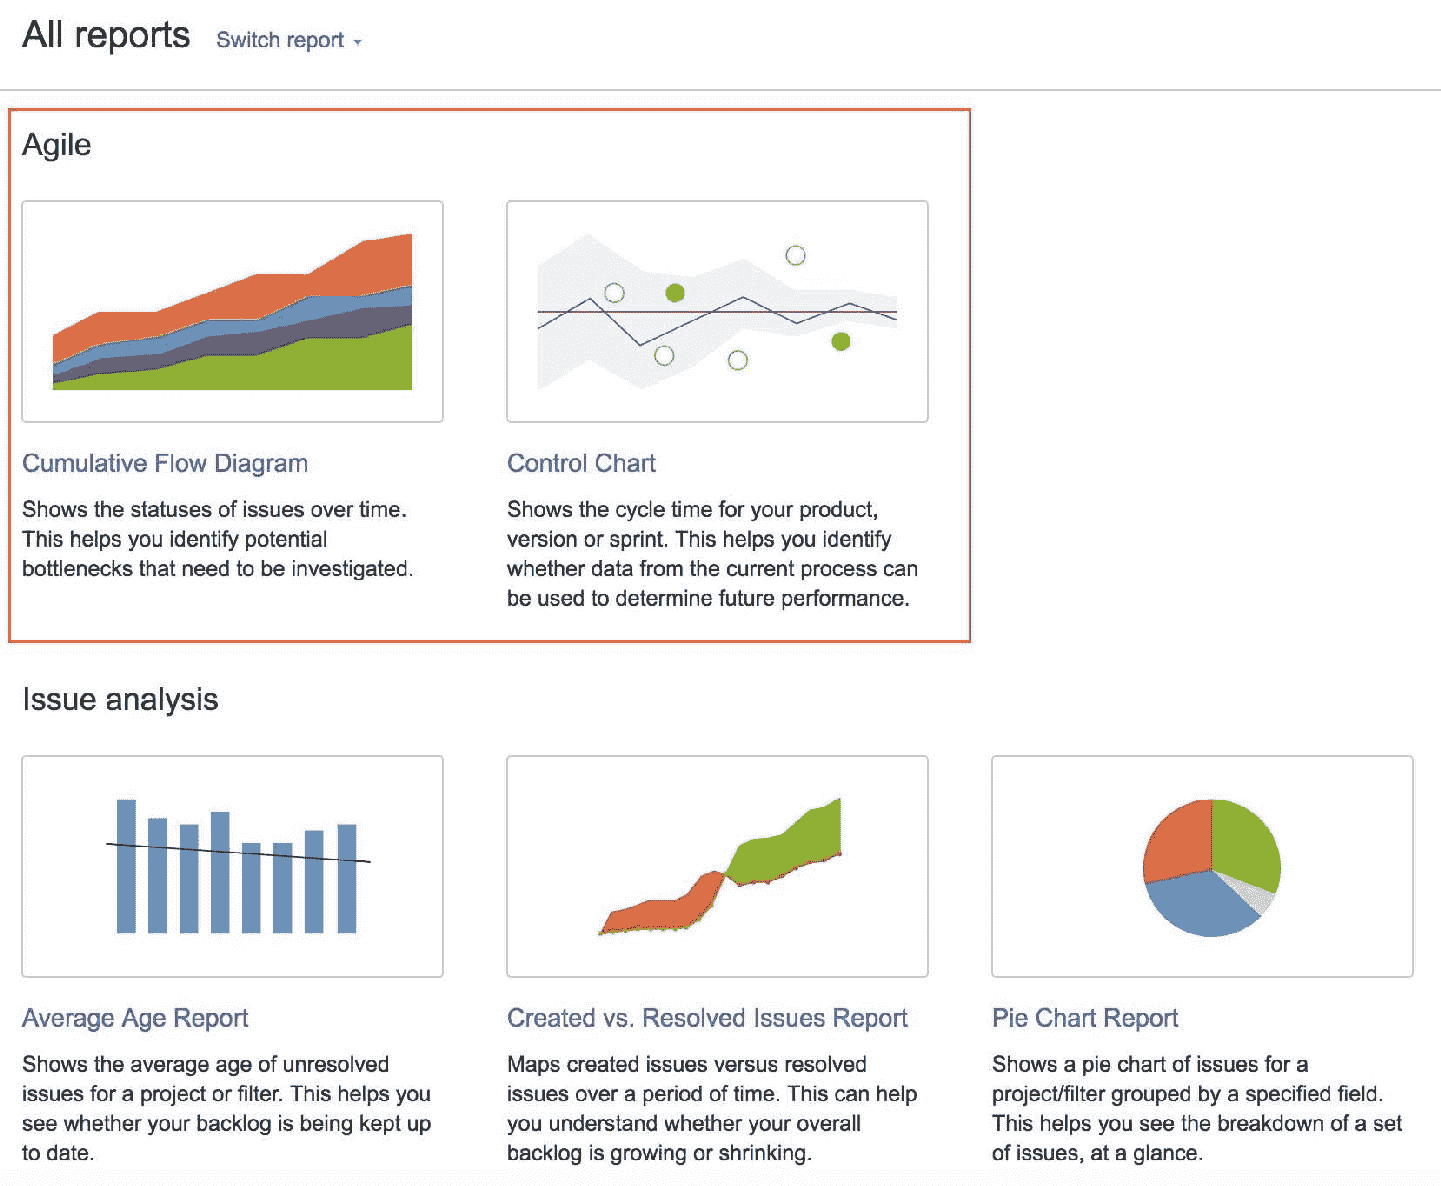 All reports Switch report
Agile
Cumulative Flow Diagram
Shows the statuses of issues over time.
This helps you identify potential
bottlenecks that need to be investigated.
Control Chart
Shows the cycle time for your product,
version or sprint. This helps you identify
whether data from the current process can
be used to determine future performance.
Issue analysis
Average Age Report
Shows the average age of unresolved
issues for a project or filter. This helps you
see whether your backlog is being kept up
to date.
Created vs. Resolved Issues Report
Maps created issues versus resolved
issues over a period of time. This can help
you understand whether your overall
backlog is growing or shrinking.
Pie Chart Report
Shows a pie chart of issues for a
project/filter grouped by a specified field.
This helps you see the breakdown of a set
of issues, at a glance.